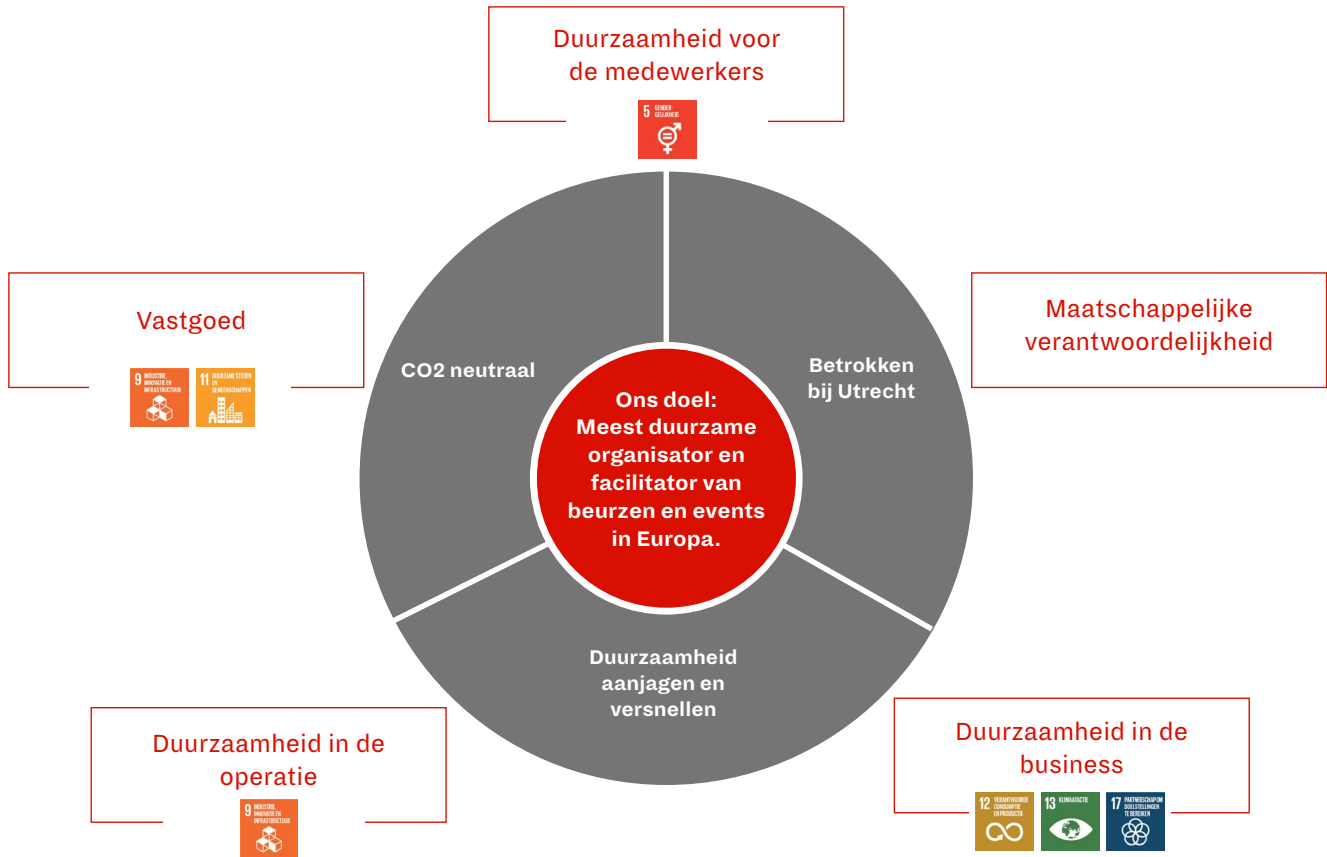 Duurzaamheid voor
de medewerkers
5 GENDER-
GELIJKHEID
Vastgoed
9 INDUSTRIE,
INNOVATIE EN
INFRASTRUCTUUR
11 DUURZAME STEDEN
EN
GEMEENSCHAPPEN
Maatschappelijke
verantwoordelijkheid
CO2 neutraal
Betrokken
bij Utrecht
Ons doel:
Meest duurzame
organisator en
facilitator van
beurzen en events
in Europa.
Duurzaamheid
aanjagen en
versnellen
Duurzaamheid in de
operatie
9 INDUSTRIE,
INNOVATIE EN
INFRASTRUCTUUR
Duurzaamheid in de
business
12 VERANTWOORDE
CONSUMPTIE
EN PRODUCTIE
13 KLIMAATACTIE
17 PARTNERSCHAP OM
DOELSTELLINGEN
TE BEREIKEN